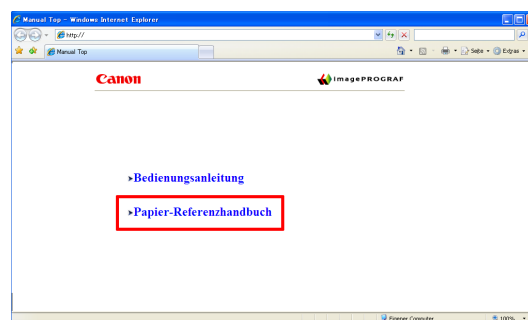 Manual Top - Windows Internet Explorer
http://
Manual Top
Seite
Extras
Canon
imagePROGRAF
Bedienungsanleitung
Papier-Referenzhandbuch
Eigener Computer
100%